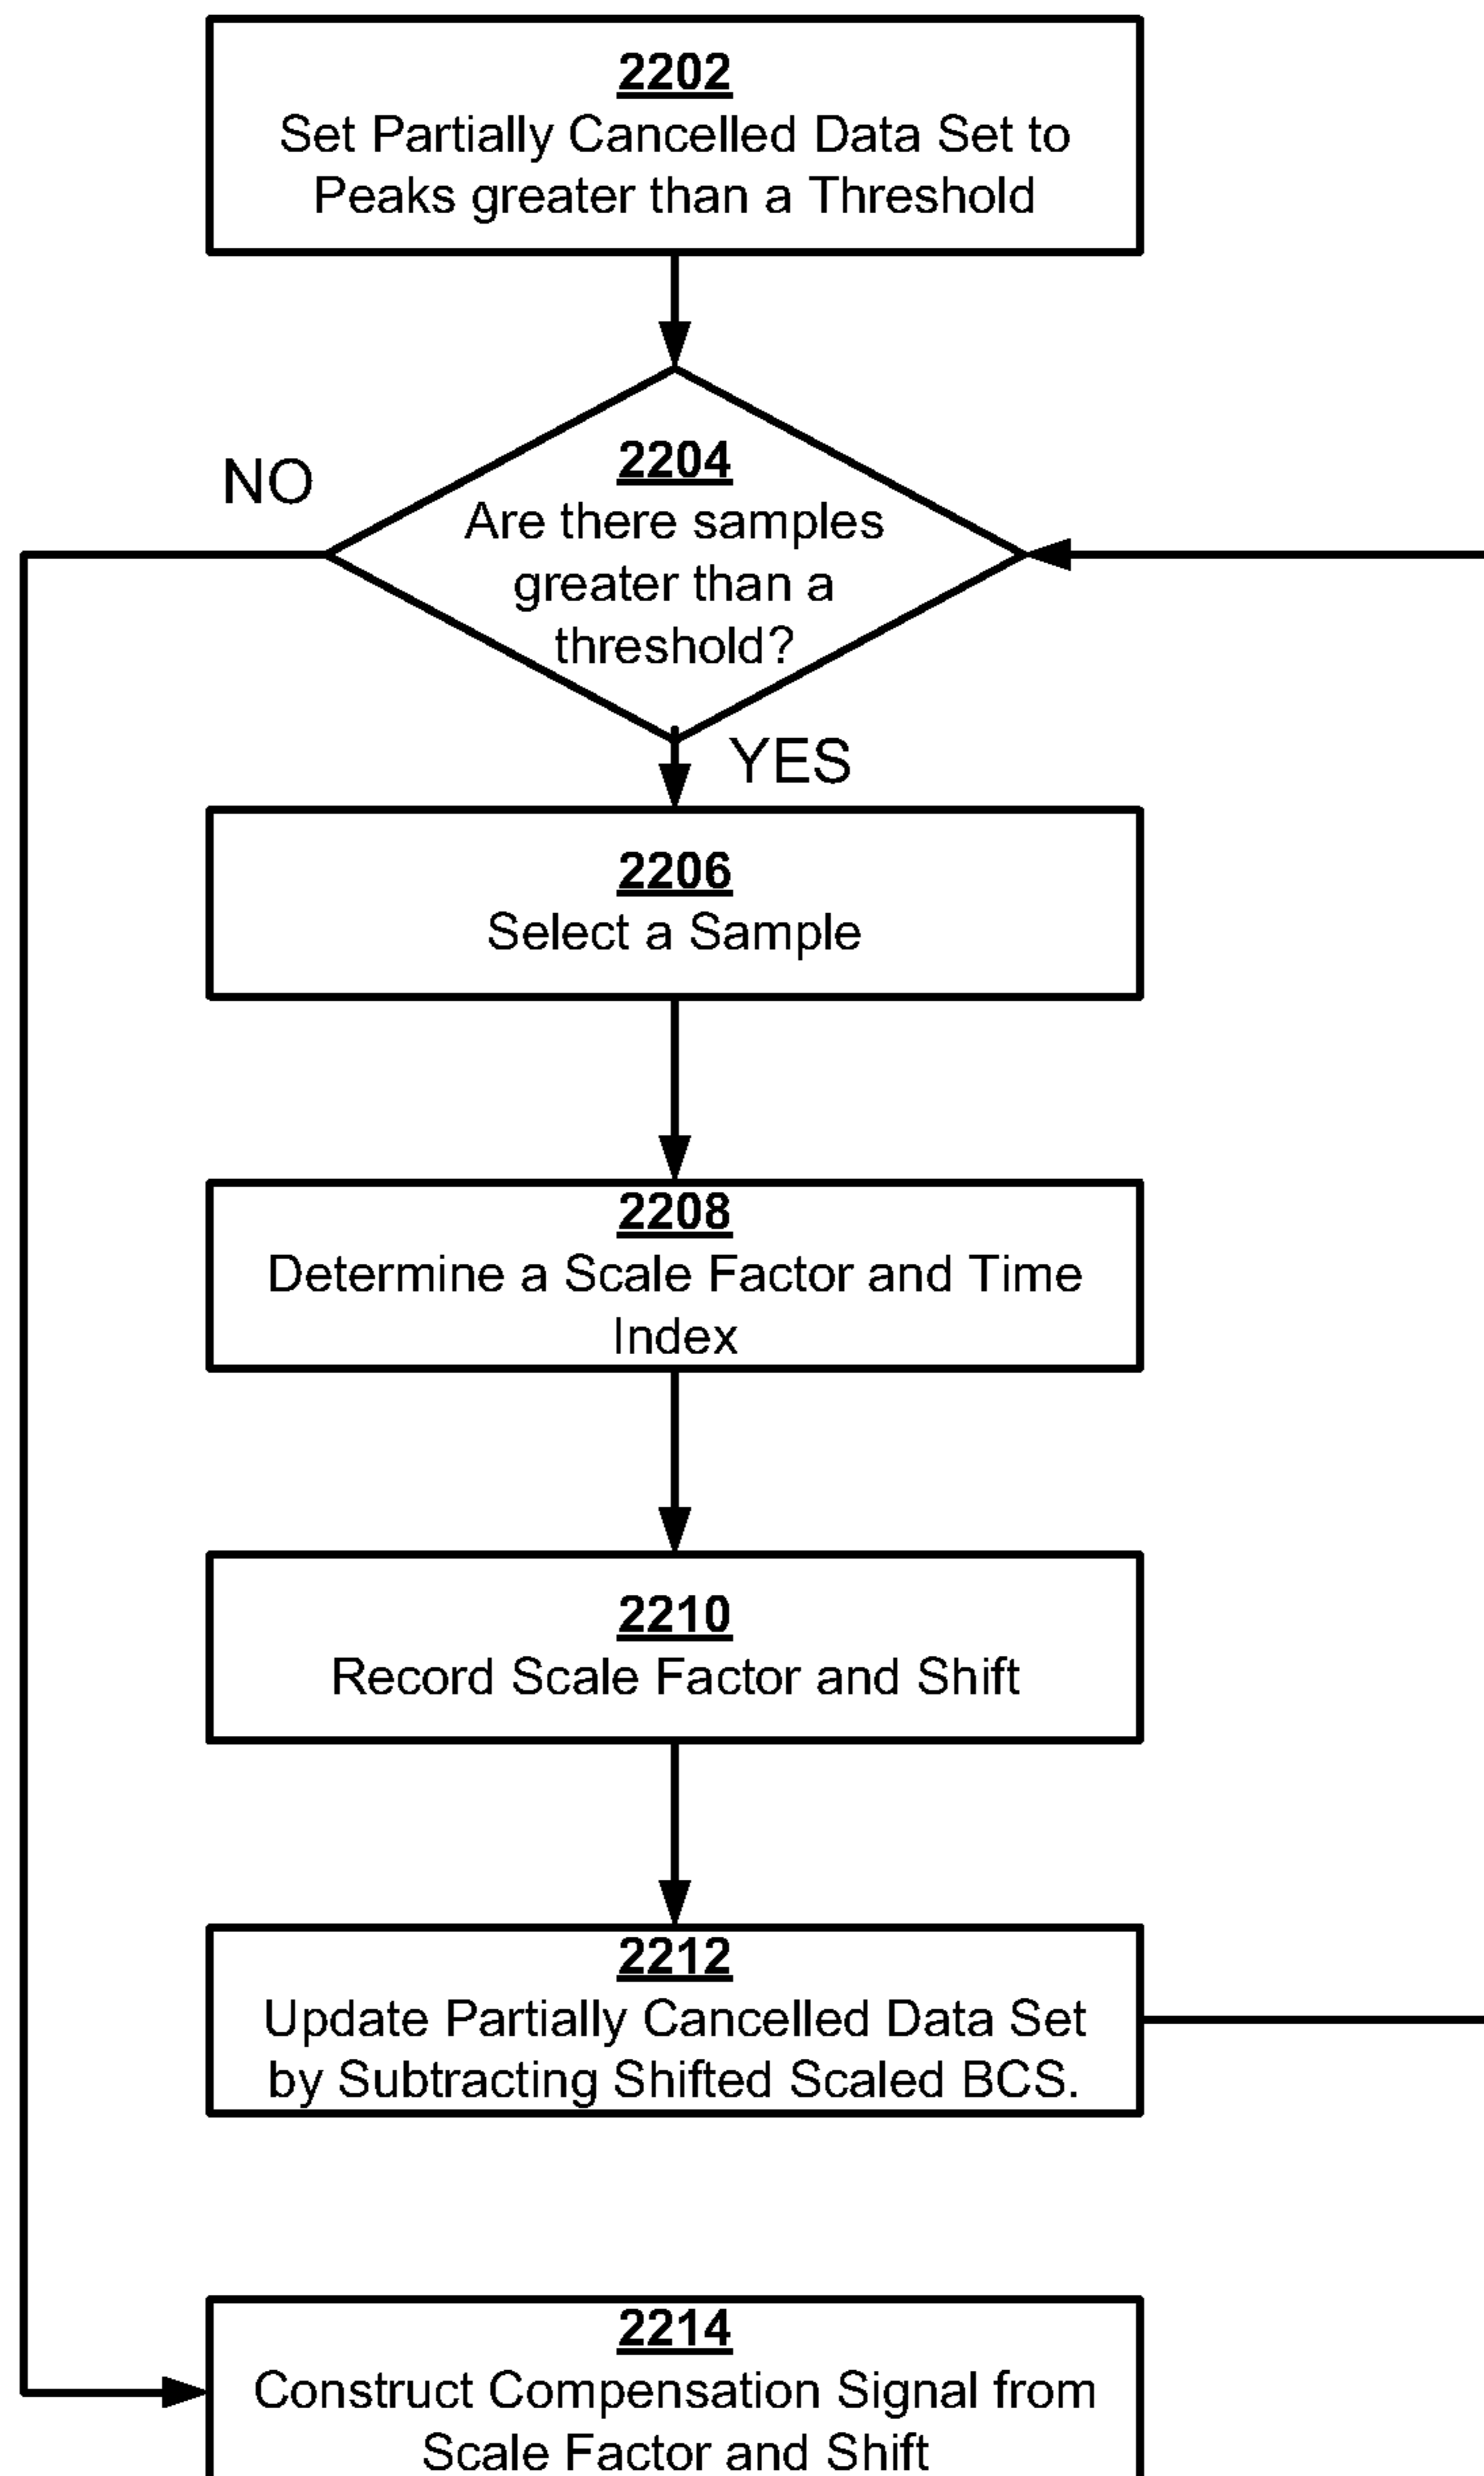 2202
Set Partially Cancelled Data Set to
Peaks greater than a Threshold
NO
2204
Are there samples
greater than a
threshold?
YES
2206
Select a Sample
2208
Determine a Scale Factor and Time
Index
2210
Record Scale Factor and Shift
2212
Update Partially Cancelled Data Set
by Subtracting Shifted Scaled BCS.
2214
Construct Compensation Signal from
Scale Factor and Shift